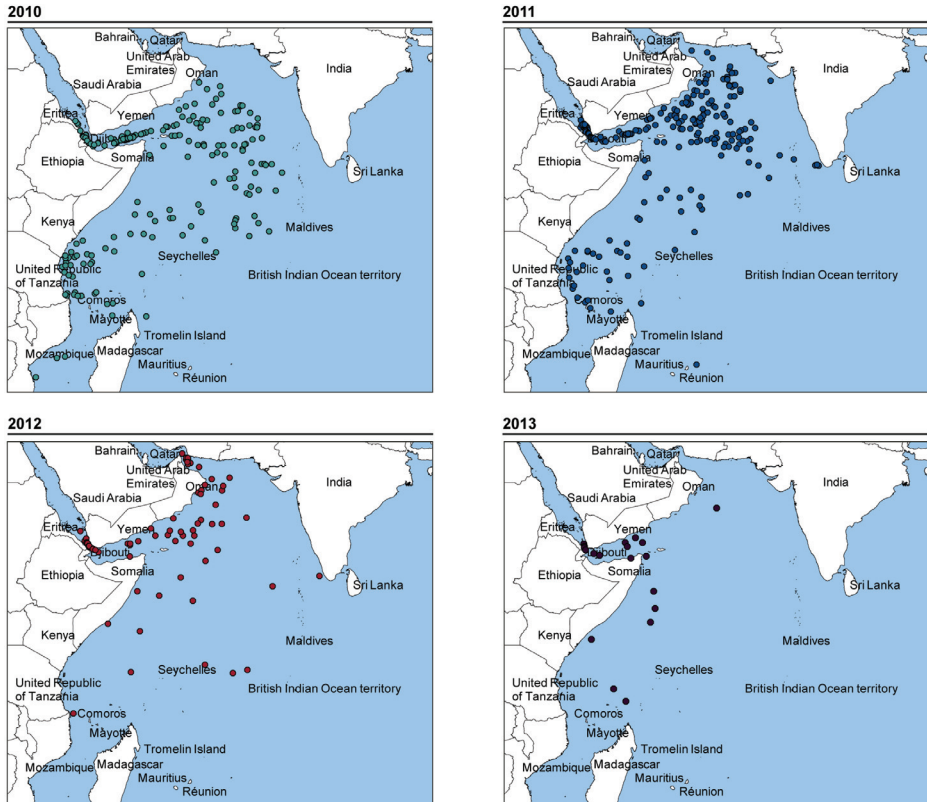 2010
Bahrain
Qatar
United Arab
Emirates
Oman
India
Saudi Arabia
Eritrea
Yemen
Ethiopia
Somalia
Sri Lanka
Kenya
Maldives
Seychelles
United Republic
of Tanzania
British Indian Ocean territory
Comoros
Mayotte
Tromelin Island
Mozambique
Madagascar
Mauritius
Réunion
2011
Bahrain
Qatar
United Arab
Emirates
Oman
India
Saudi Arabia
Eritrea
Yemen
Ethiopia
Somalia
Sri Lanka
Kenya
Maldives
Seychelles
United Republic
of Tanzania
British Indian Ocean territory
Comoros
Mayotte
Tromelin Island
Mozambique
Madagascar
Mauritius
Réunion
2012
Bahrain
Qatar
United Arab
Emirates
Oman
India
Saudi Arabia
Eritrea
Yemen
Djibouti
Ethiopia
Somalia
Sri Lanka
Kenya
Maldives
Seychelles
United Republic
of Tanzania
British Indian Ocean territory
Comoros
Mayotte
Tromelin Island
Mozambique
Madagascar
Mauritius
Réunion
2013
Bahrain
Qatar
United Arab
Emirates
Oman
India
Saudi Arabia
Eritrea
Yemen
Djibouti
Ethiopia
Somalia
Sri Lanka
Kenya
Maldives
Seychelles
United Republic
of Tanzania
British Indian Ocean territory
Comoros
Mayotte
Tromelin Island
Mozambique
Madagascar
Mauritius
Réunion